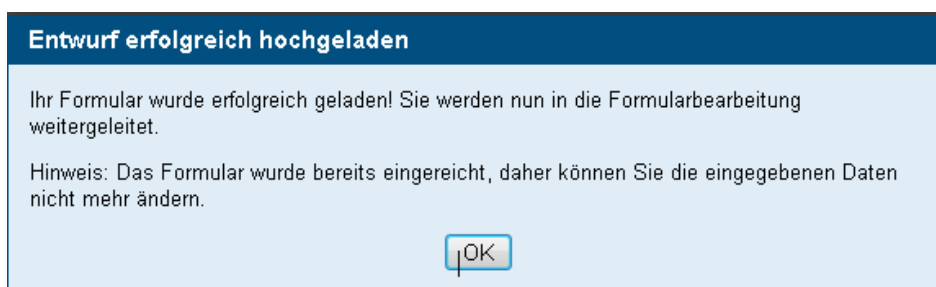 Entwurf erfolgreich hochgeladen
Ihr Formular wurde erfolgreich geladen! Sie werden nun in die Formularbearbeitung
weitergeleitet.
Hinweis: Das Formular wurde bereits eingereicht, daher können Sie die eingegebenen Daten
nicht mehr ändern.
OK